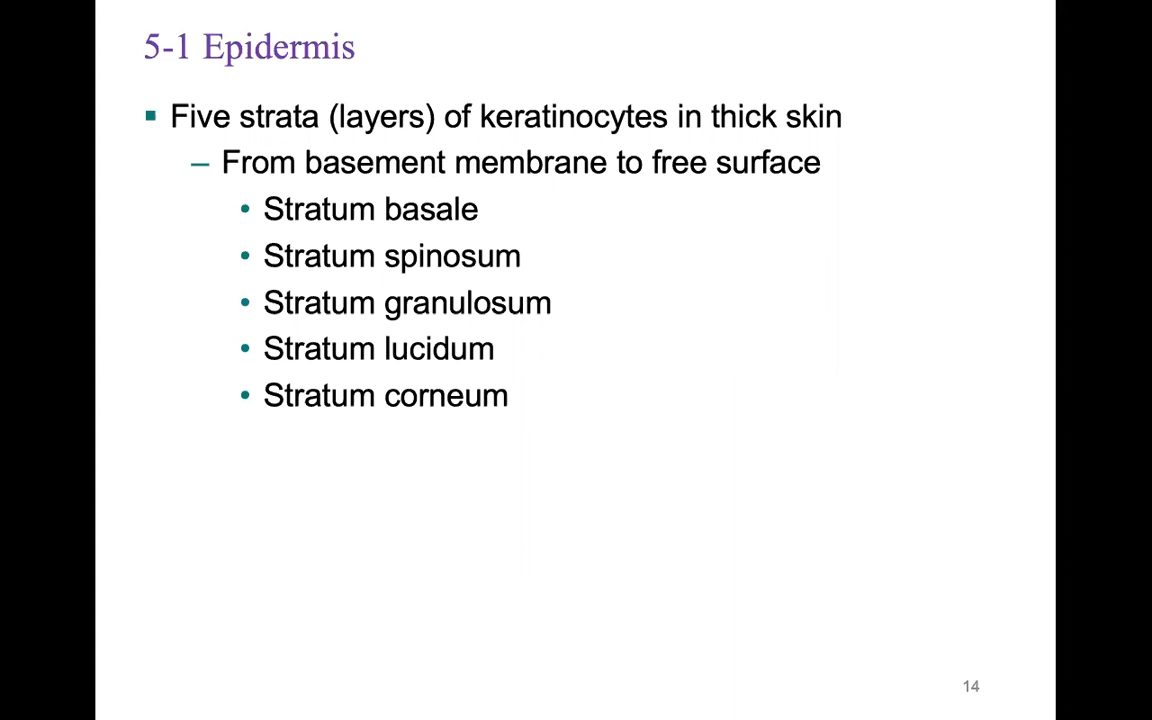 5-1 Epidermis
▪ Five strata (layers) of keratinocytes in thick skin
– From basement membrane to free surface
• Stratum basale
• Stratum spinosum
• Stratum granulosum
• Stratum lucidum
• Stratum corneum
14